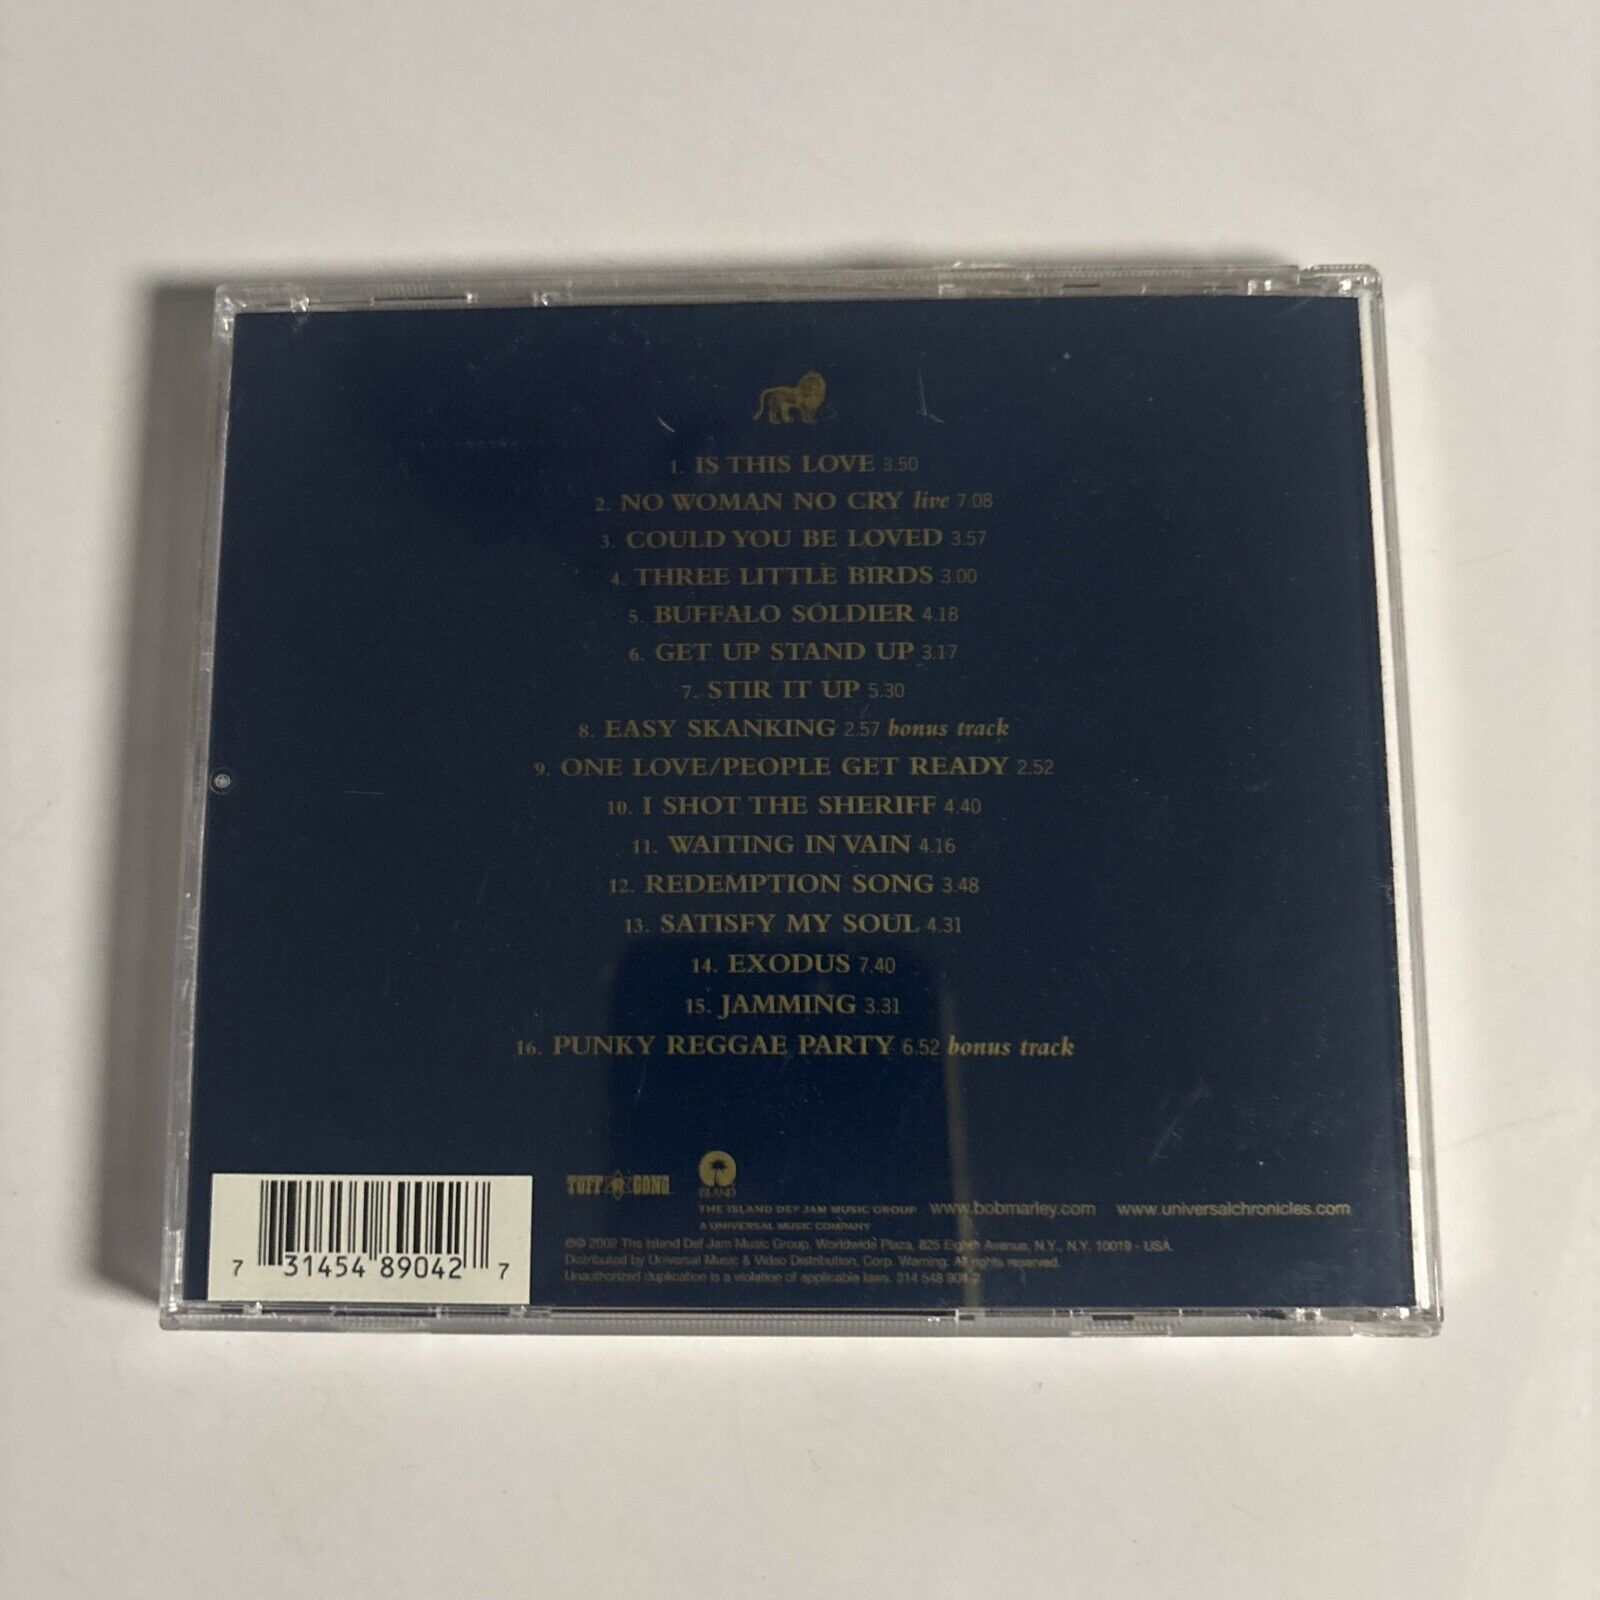 1. IS THIS LOVE 3.50
2. NO WOMAN NO CRY live 7.08
3. COULD YOU BE LOVED 3.57
4. THREE LITTLE BIRDS 3.00
5. BUFFALO SOLDIER 4.18
6. GET UP STAND UP 3.17
7. STIR IT UP 5.30
8. EASY SKANKING 2.57 bonus track
9. ONE LOVE/PEOPLE GET READY 2.52
10. I SHOT THE SHERIFF 4.40
11. WAITING IN VAIN 4.16
12. REDEMPTION SONG 3.48
13. SATISFY MY SOUL 4.31
14. EXODUS 7.40
15. JAMMING 3.31
16. PUNKY REGGAE PARTY 6.52 bonus track
TUFF GONG
ISLAND
THE ISLAND DEF JAM MUSIC GROUP www.bobmarley.com www.universalchronicles.com
A UNIVERSAL MUSIC COMPANY
℗© 2002 The Island Def Jam Music Group, Worldwide Plaza, 825 Eighth Avenue, N.Y., N.Y. 10019 - USA.
Distributed by Universal Music & Video Distribution, Corp. Warning: All rights reserved.
Unauthorized duplication is a violation of applicable laws. 314 548 904-2
7 31454 89042 7